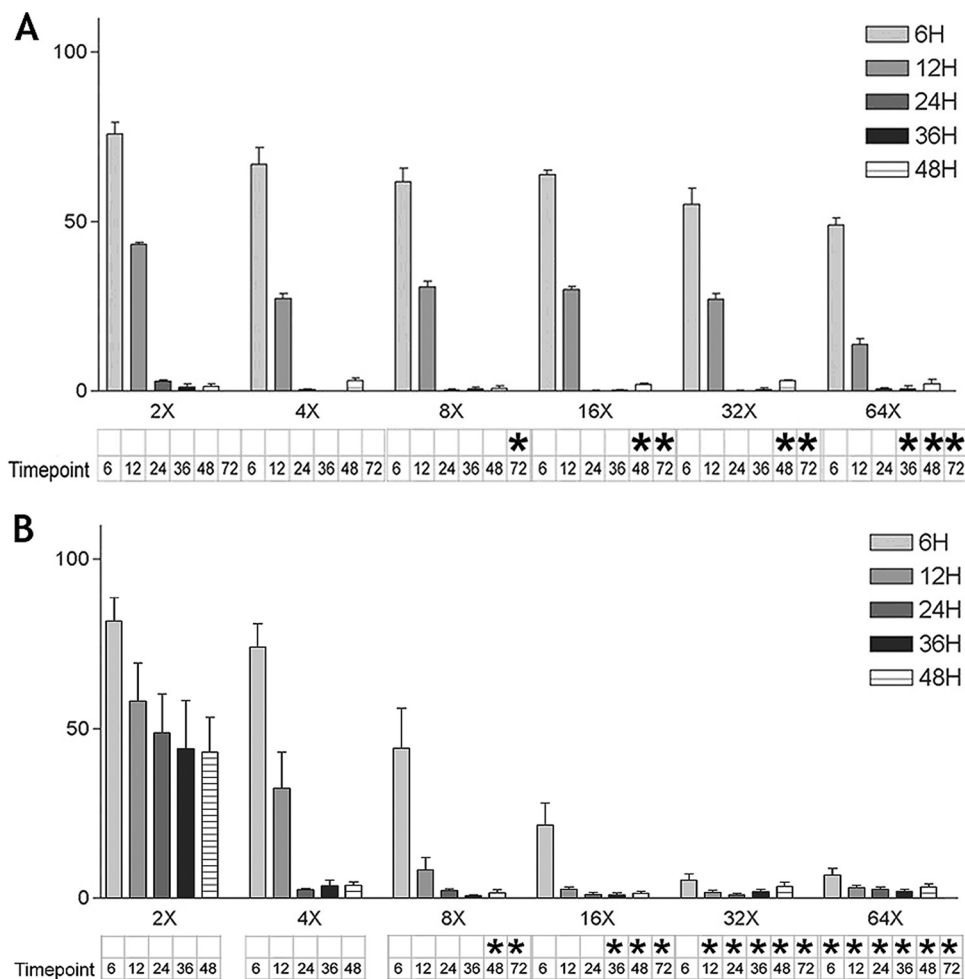 A
100
50
0
6H
12H
24H
36H
48H
2X 4X 8X 16X 32X 64X
* * * * * * * *
Timepoint 6 12 24 36 48 72 6 12 24 36 48 72 6 12 24 36 48 72 6 12 24 36 48 72 6 12 24 36 48 72 6 12 24 36 48 72
B
100
50
0
6H
12H
24H
36H
48H
2X 4X 8X 16X 32X 64X
* * * * * * * * * * * * * * * *
Timepoint 6 12 24 36 48 6 12 24 36 48 6 12 24 36 48 72 6 12 24 36 48 72 6 12 24 36 48 72 6 12 24 36 48 72